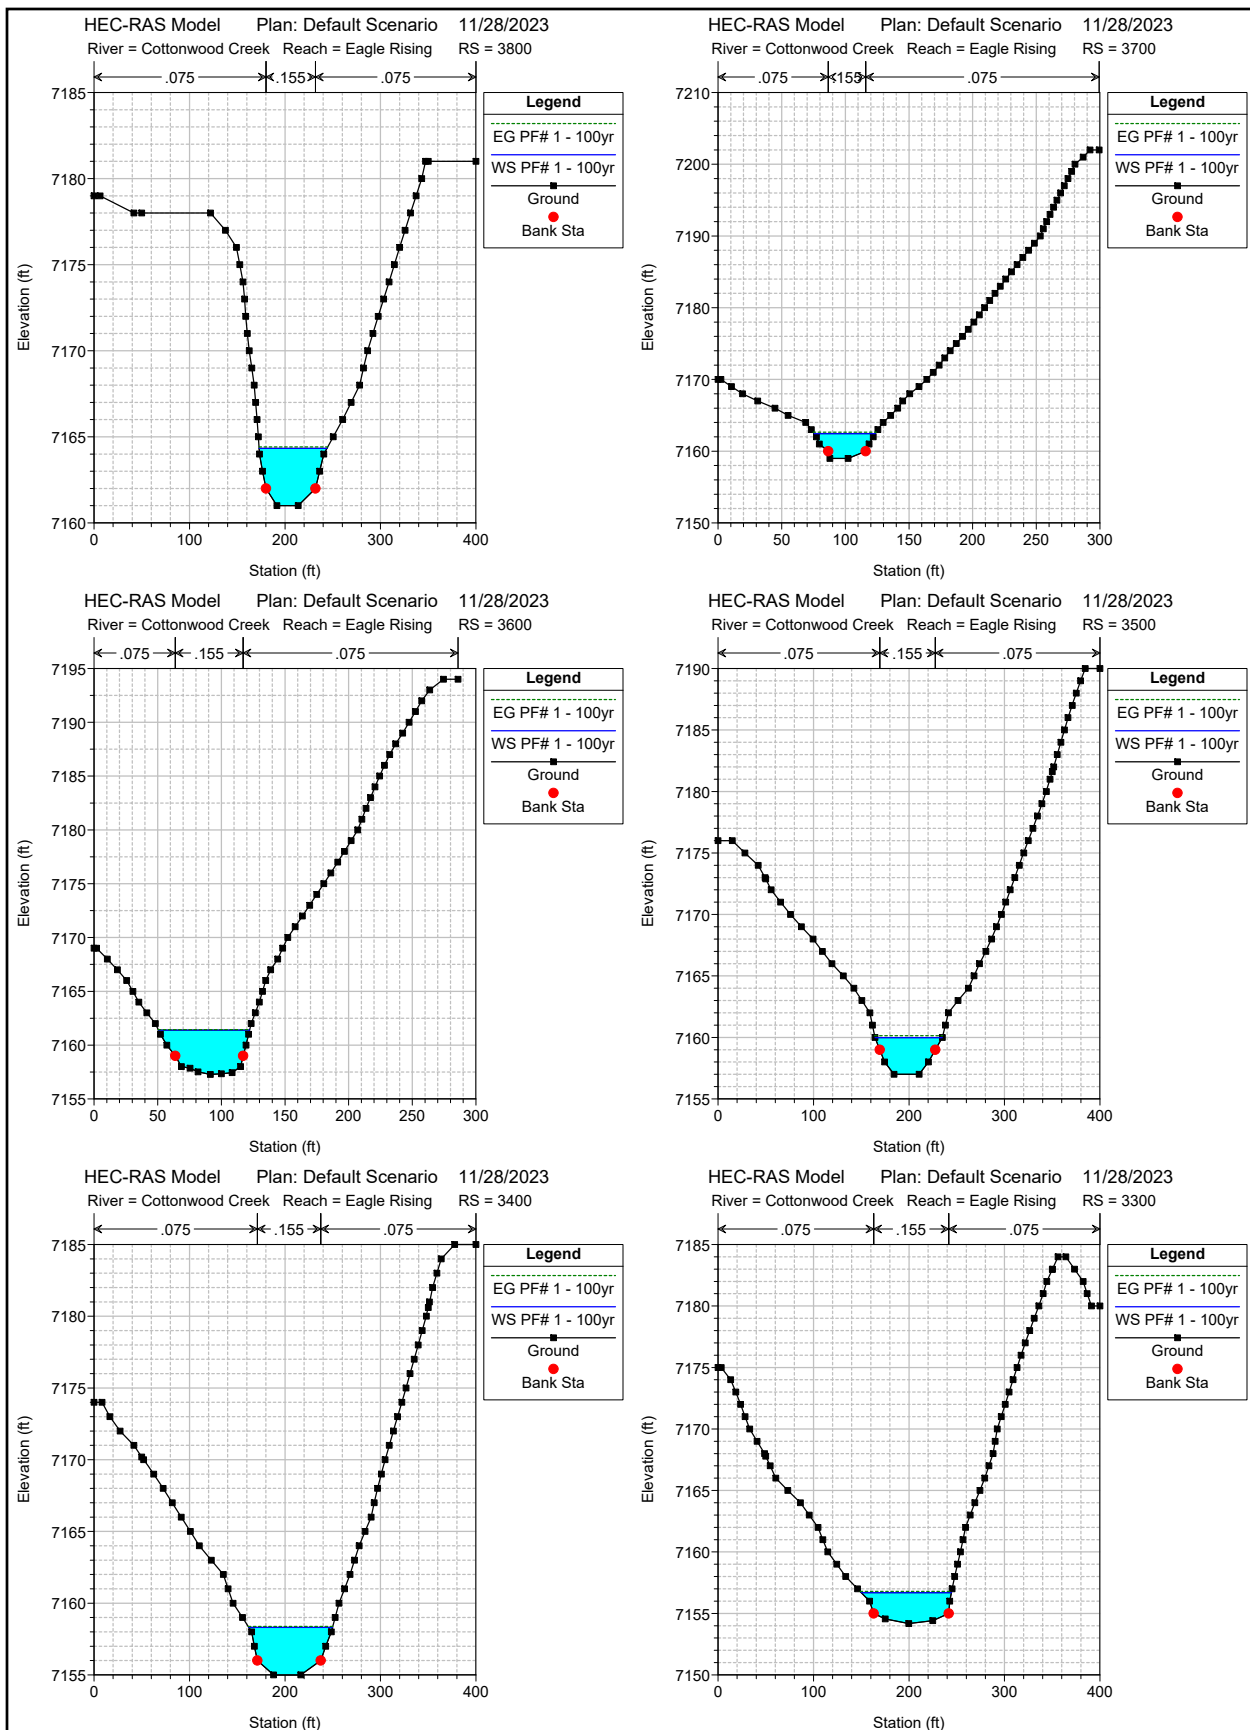 HEC-RAS Model Plan: Default Scenario 11/28/2023
River = Cottonwood Creek Reach = Eagle Rising RS = 3800
.075 .155 .075
7185
7180
7175
7170
7165
7160
0 100 200 300 400
Station (ft)
Elevation (ft)
Legend
EG PF# 1 - 100yr
WS PF# 1 - 100yr
Ground
Bank Sta
HEC-RAS Model Plan: Default Scenario 11/28/2023
River = Cottonwood Creek Reach = Eagle Rising RS = 3700
.075 .155 .075
7210
7200
7190
7180
7170
7160
7150
0 100 200 300
Station (ft)
Elevation (ft)
Legend
EG PF# 1 - 100yr
WS PF# 1 - 100yr
Ground
Bank Sta
HEC-RAS Model Plan: Default Scenario 11/28/2023
River = Cottonwood Creek Reach = Eagle Rising RS = 3600
.075 .155 .075
7195
7190
7185
7180
7175
7170
7165
7160
7155
0 50 100 150 200 250 300
Station (ft)
Elevation (ft)
Legend
EG PF# 1 - 100yr
WS PF# 1 - 100yr
Ground
Bank Sta
HEC-RAS Model Plan: Default Scenario 11/28/2023
River = Cottonwood Creek Reach = Eagle Rising RS = 3500
.075 .155 .075
7190
7185
7180
7175
7170
7165
7160
7155
0 100 200 300 400
Station (ft)
Elevation (ft)
Legend
EG PF# 1 - 100yr
WS PF# 1 - 100yr
Ground
Bank Sta
HEC-RAS Model Plan: Default Scenario 11/28/2023
River = Cottonwood Creek Reach = Eagle Rising RS = 3400
.075 .155 .075
7185
7180
7175
7170
7165
7160
7155
0 100 200 300 400
Station (ft)
Elevation (ft)
Legend
EG PF# 1 - 100yr
WS PF# 1 - 100yr
Ground
Bank Sta
HEC-RAS Model Plan: Default Scenario 11/28/2023
River = Cottonwood Creek Reach = Eagle Rising RS = 3300
.075 .155 .075
7185
7180
7175
7170
7165
7160
7155
7150
0 100 200 300 400
Station (ft)
Elevation (ft)
Legend
EG PF# 1 - 100yr
WS PF# 1 - 100yr
Ground
Bank Sta